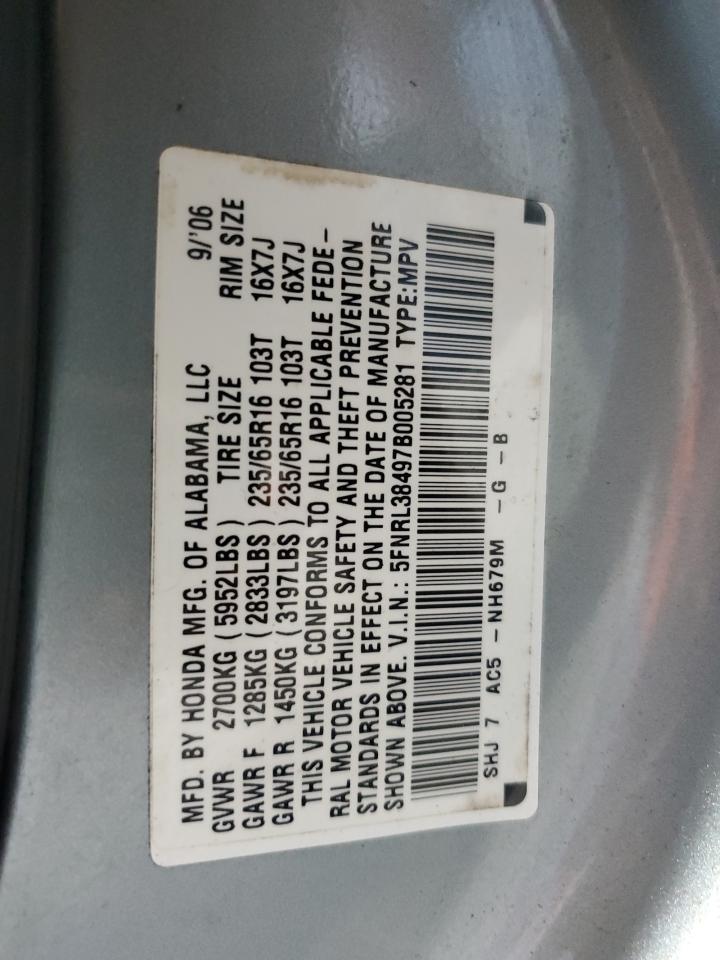 MFD. BY HONDA MFG. OF ALABAMA, LLC 9/'06
GVWR 2700KG (5952LBS) TIRE SIZE RIM SIZE
GAWR F 1285KG (2833LBS) 235/65R16 103T 16X7J
GAWR R 1450KG (3197LBS) 235/65R16 103T 16X7J
THIS VEHICLE CONFORMS TO ALL APPLICABLE FEDE-
RAL MOTOR VEHICLE SAFETY AND THEFT PREVENTION
STANDARDS IN EFFECT ON THE DATE OF MANUFACTURE
SHOWN ABOVE. V.I.N.: 5FNRL38497B005281 TYPE:MPV
SHJ 7 AC5 -NH679M -G -B